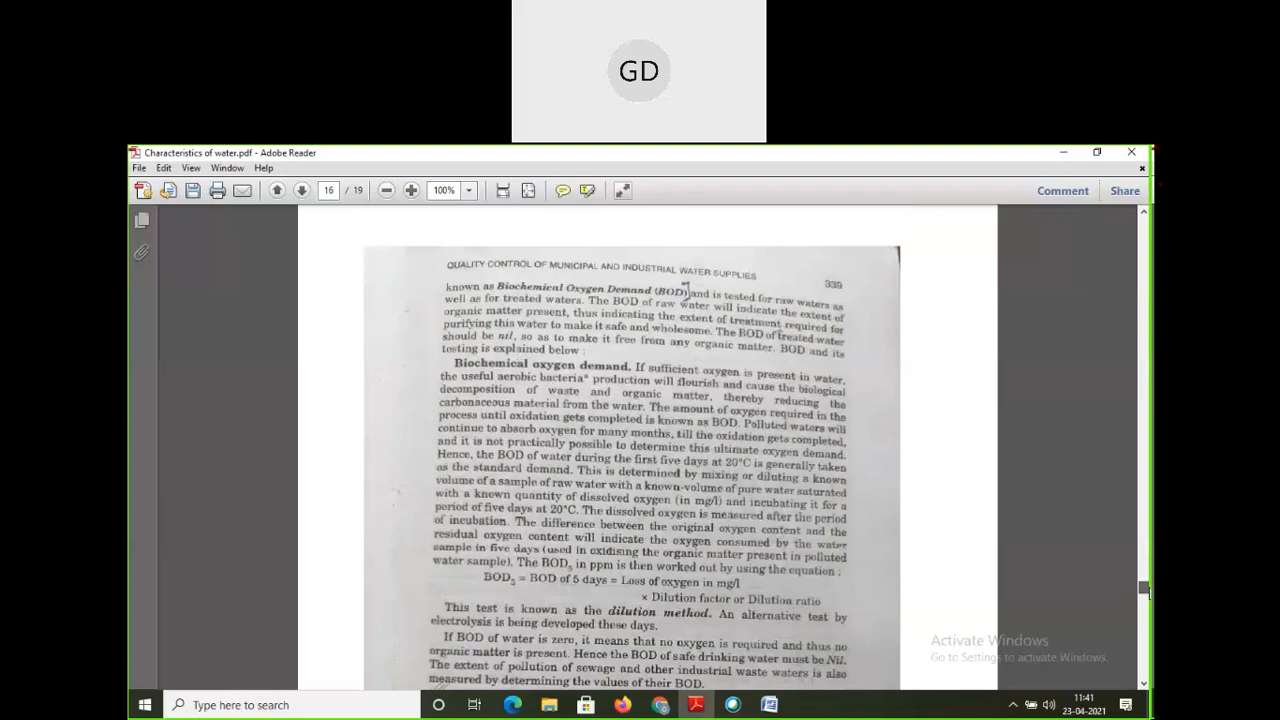 GD
Characteristics of water.pdf - Adobe Reader
File Edit View Window Help
16 / 19 100% Comment Share
QUALITY CONTROL OF MUNICIPAL AND INDUSTRIAL WATER SUPPLIES 339
known as Biochemical Oxygen Demand (BOD) and is tested for raw waters as
well as for treated waters. The BOD of raw water will indicate the extent of
organic matter present, thus indicating the extent of treatment required for
purifying this water to make it safe and wholesome. The BOD of treated water
should be nil, so as to make it free from any organic matter. BOD and its
testing is explained below :
Biochemical oxygen demand. If sufficient oxygen is present in water,
the useful aerobic bacteria* production will flourish and cause the biological
decomposition of waste and organic matter, thereby reducing the
carbonaceous material from the water. The amount of oxygen required in the
process until oxidation gets completed is known as BOD. Polluted waters will
continue to absorb oxygen for many months, till the oxidation gets completed,
and it is not practically possible to determine this ultimate oxygen demand.
Hence, the BOD of water during the first five days at 20°C is generally taken
as the standard demand. This is determined by mixing or diluting a known
volume of a sample of raw water with a known-volume of pure water saturated
with a known quantity of dissolved oxygen (in mg/l) and incubating it for a
period of five days at 20°C. The dissolved oxygen is measured after the period
of incubation. The difference between the original oxygen content and the
residual oxygen content will indicate the oxygen consumed by the water
sample in five days (used in oxidising the organic matter present in polluted
water sample). The BOD₅ in ppm is then worked out by using the equation ;
BOD₅ = BOD of 5 days = Loss of oxygen in mg/l
× Dilution factor or Dilution ratio
This test is known as the dilution method. An alternative test by
electrolysis is being developed these days.
If BOD of water is zero, it means that no oxygen is required and thus no
organic matter is present. Hence the BOD of safe drinking water must be Nil.
The extent of pollution of sewage and other industrial waste waters is also
measured by determining the values of their BOD.
Activate Windows
Go to Settings to activate Windows.
Type here to search
11:41
23-04-2021